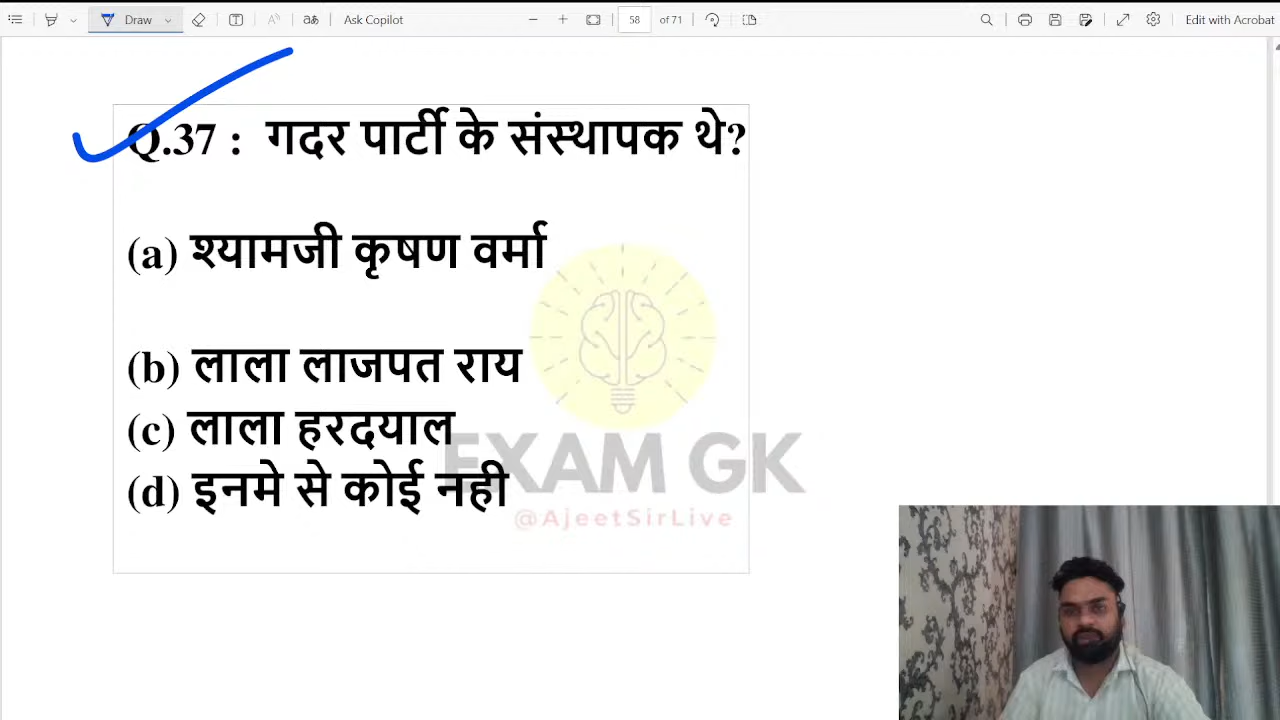 Draw
Ask Copilot
58 of 71
Edit with Acrobat
Q.37 : गदर पार्टी के संस्थापक थे?
(a) श्यामजी कृषण वर्मा
(b) लाला लाजपत राय
(c) लाला हरदयाल
(d) इनमे से कोई नही
EXAM GK
@AjeetSirLive